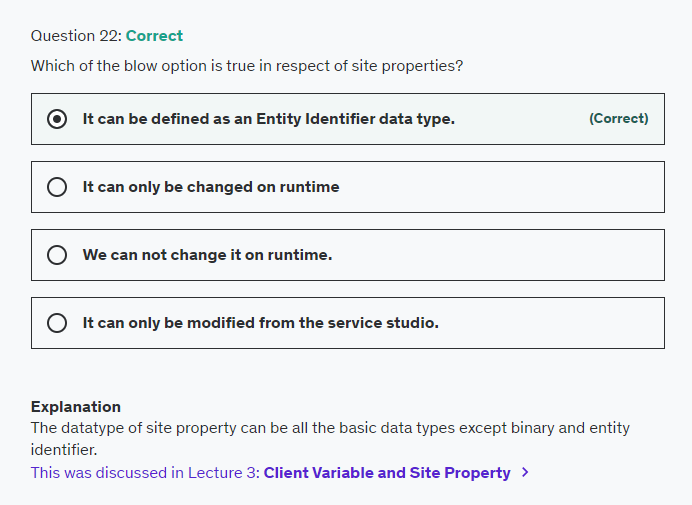 Question 22: Correct
Which of the blow option is true in respect of site properties?
It can be defined as an Entity Identifier data type. (Correct)
It can only be changed on runtime
We can not change it on runtime.
It can only be modified from the service studio.
Explanation
The datatype of site property can be all the basic data types except binary and entity
identifier.
This was discussed in Lecture 3: Client Variable and Site Property >